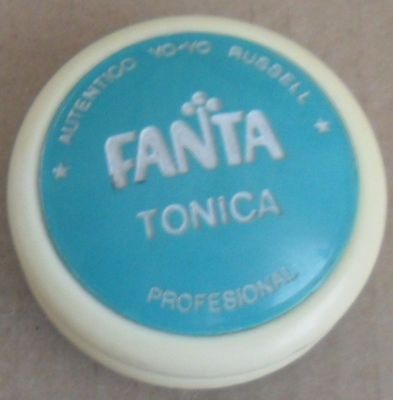 ★ AUTENTICO YO-YO RUSSELL ★
FANTA
TONiCA
PROFESIONAL